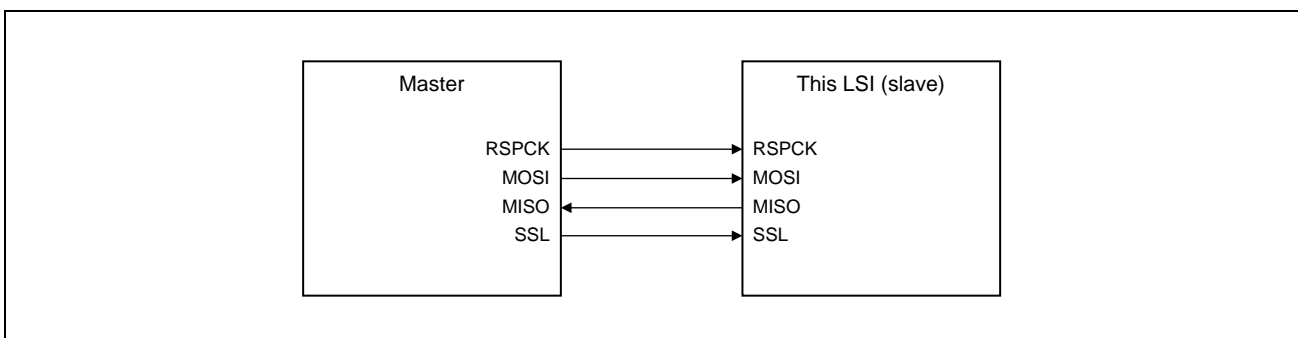 Master
This LSI (slave)
RSPCK
RSPCK
MOSI
MOSI
MISO
MISO
SSL
SSL